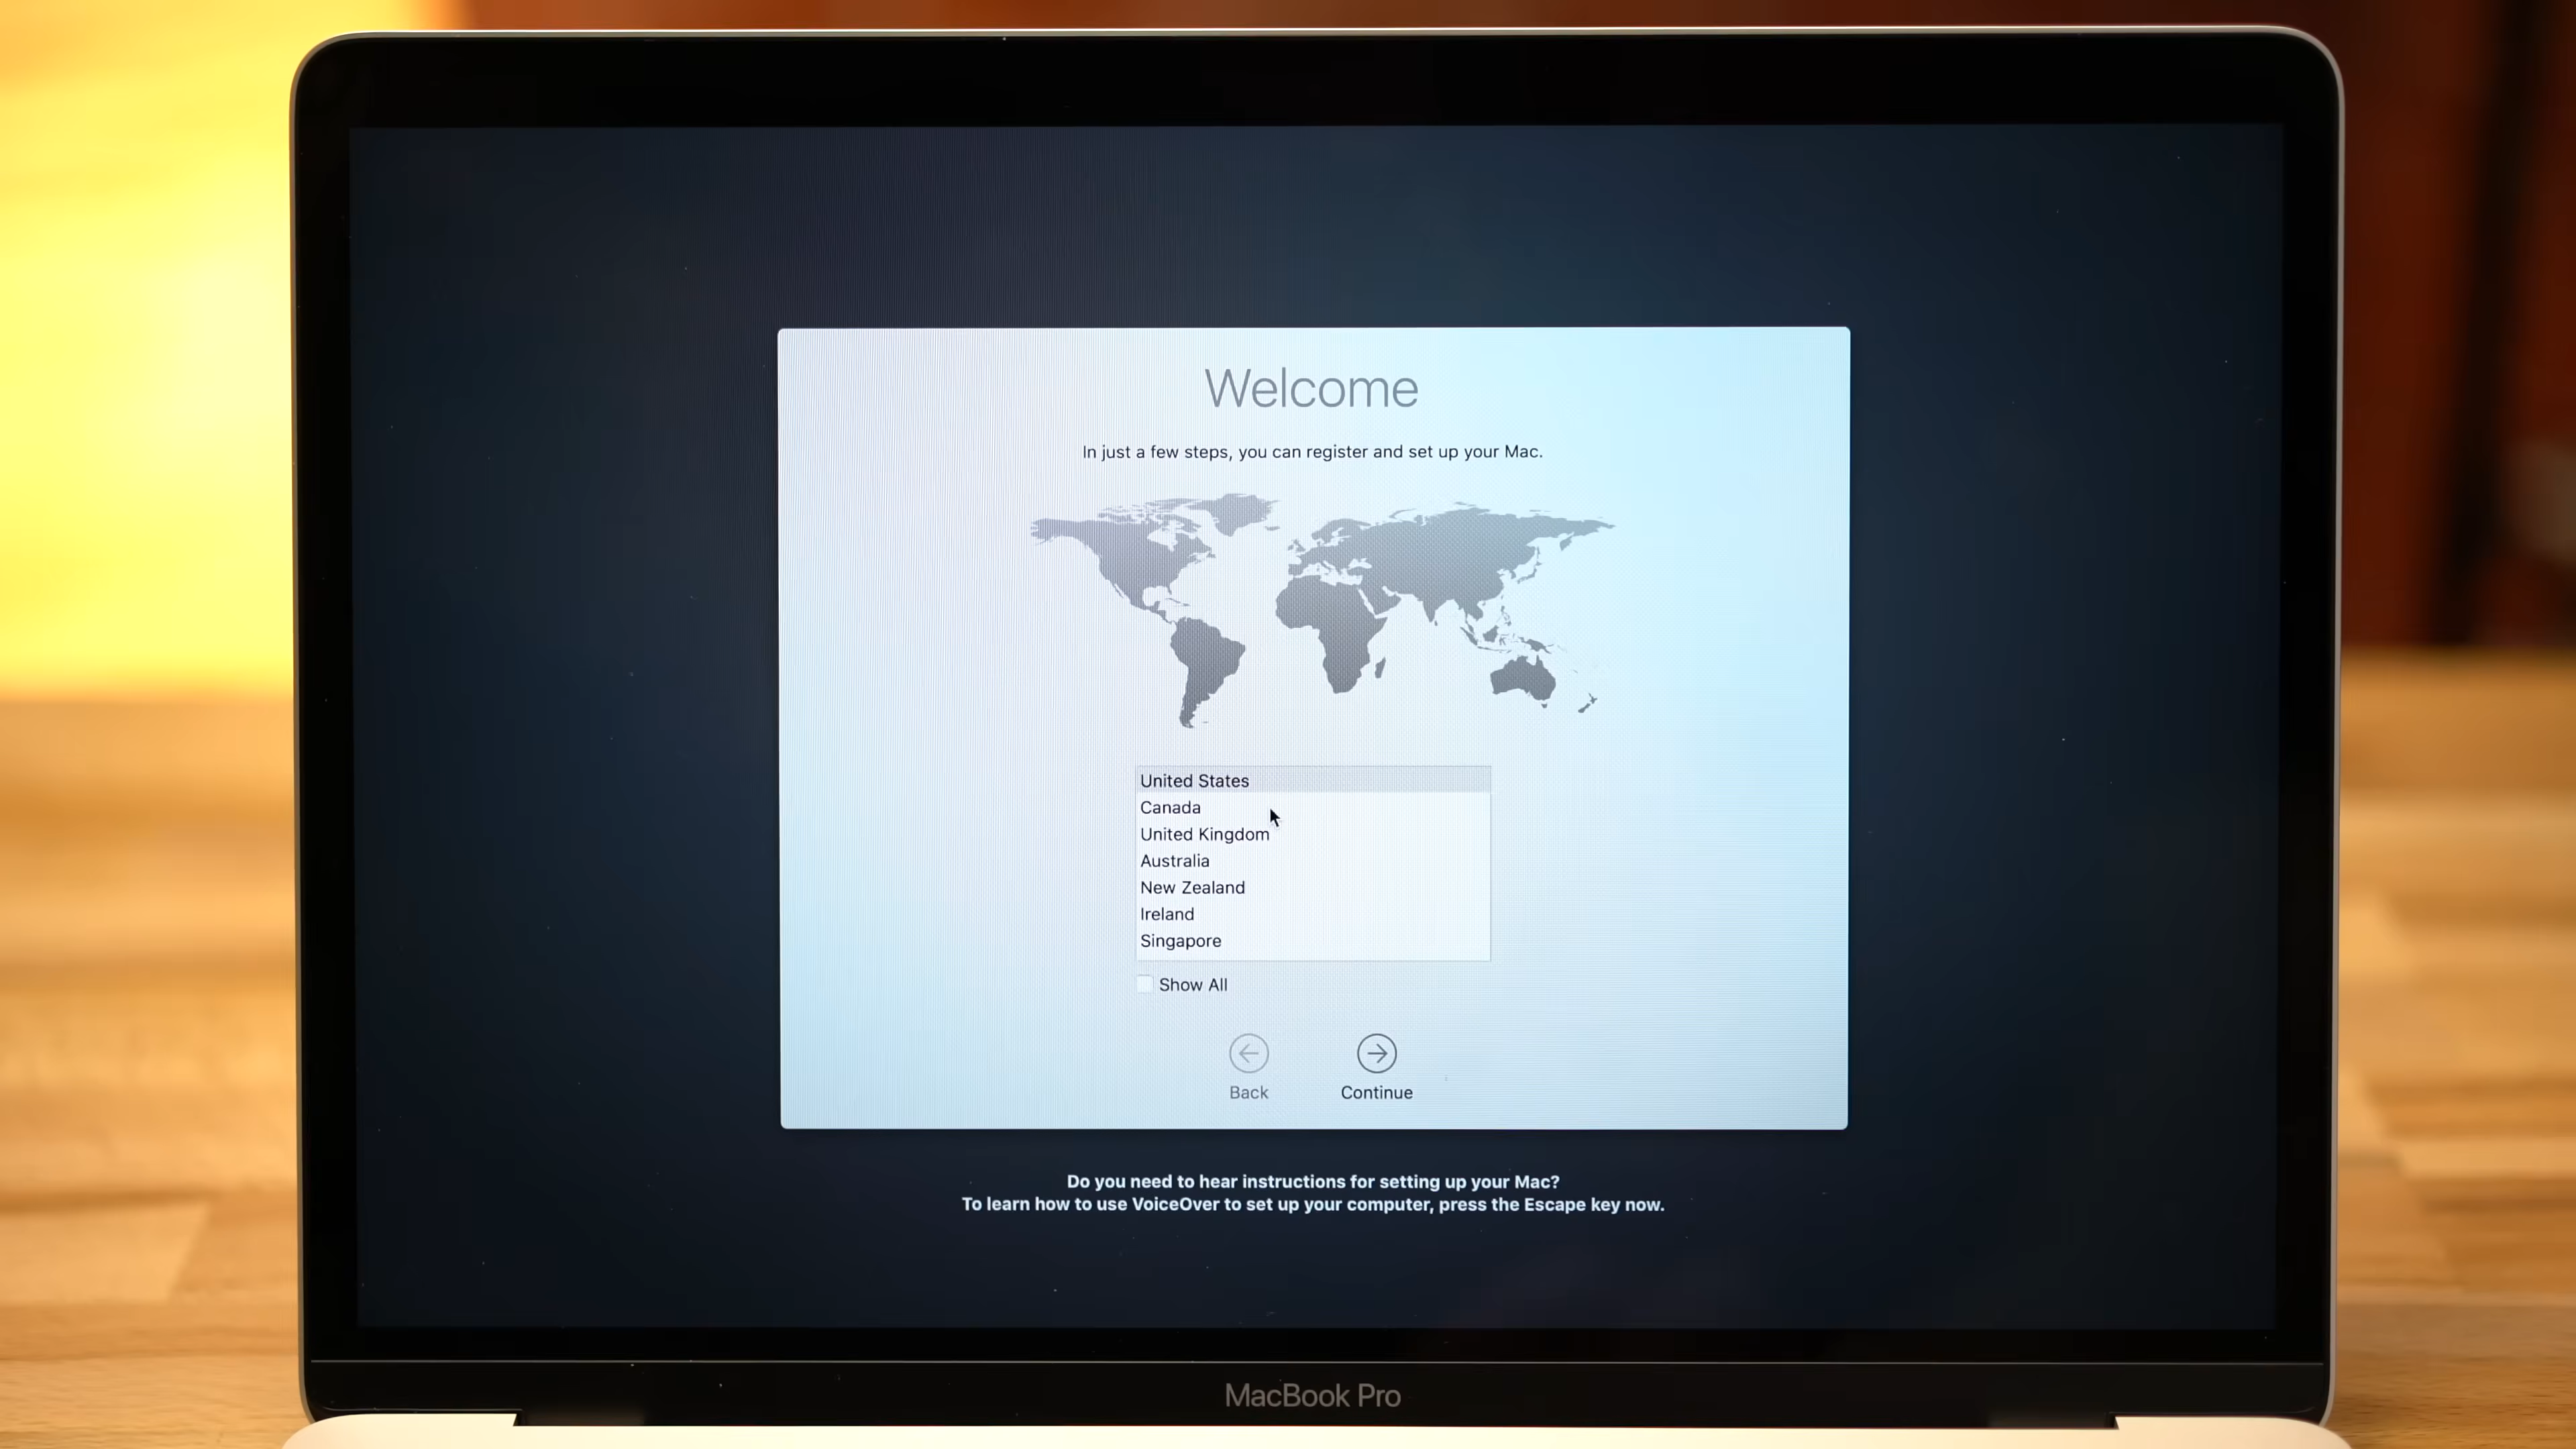 Welcome
In just a few steps, you can register and set up your Mac.
United States
Canada
United Kingdom
Australia
New Zealand
Ireland
Singapore
Show All
Back
Continue
Do you need to hear instructions for setting up your Mac?
To learn how to use VoiceOver to set up your computer, press the Escape key now.
MacBook Pro